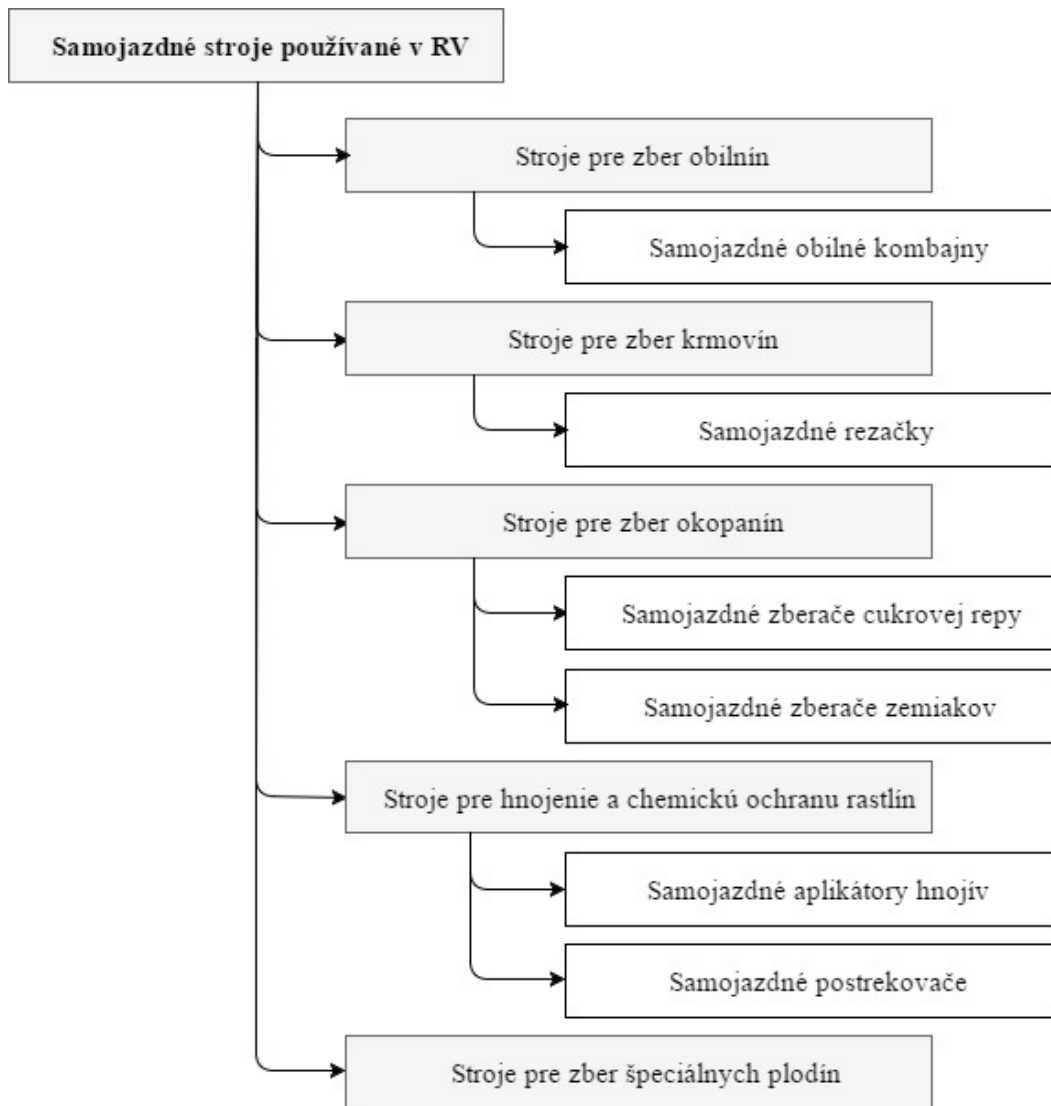 Samojazdné stroje používané v RV
Stroje pre zber obilnín
Samojazdné obilné kombajny
Stroje pre zber krmovín
Samojazdné rezačky
Stroje pre zber okopanín
Samojazdné zberače cukrovej repy
Samojazdné zberače zemiakov
Stroje pre hnojenie a chemickú ochranu rastlín
Samojazdné aplikátory hnojív
Samojazdné postrekovače
Stroje pre zber špeciálnych plodín